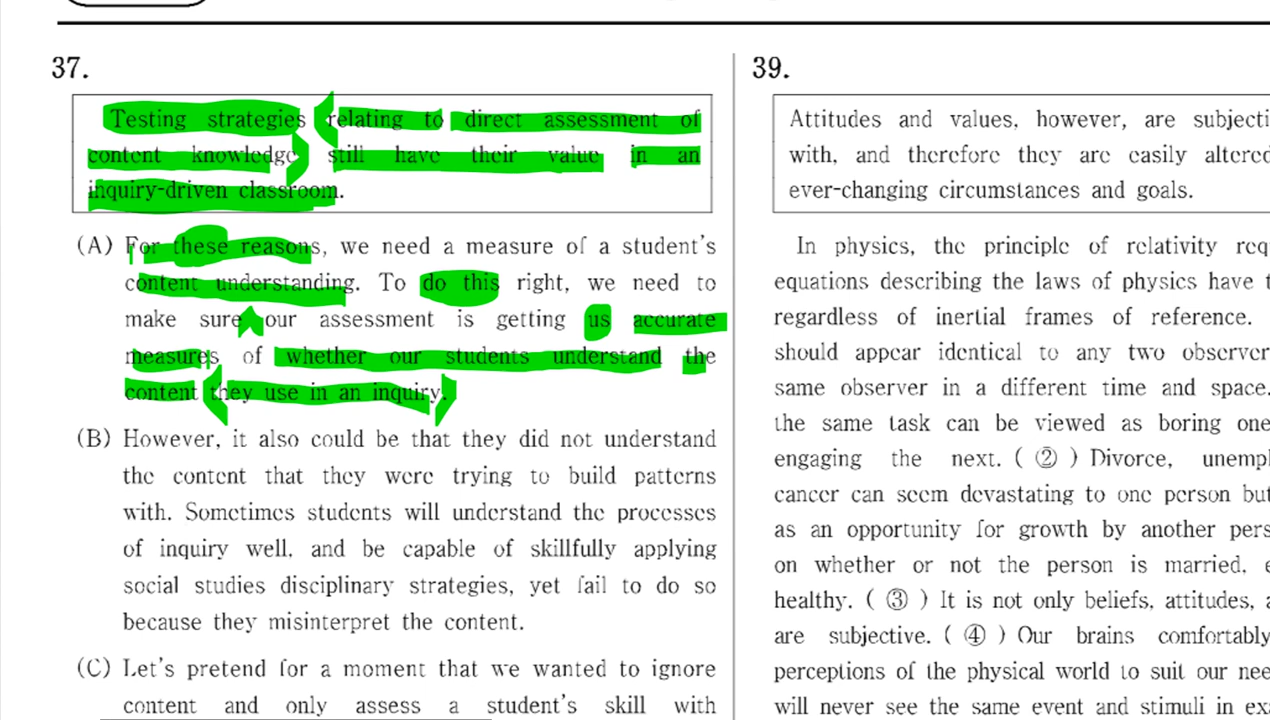 37.
Testing strategies relating to direct assessment of
content knowledge still have their value in an
inquiry-driven classroom.
(A) For these reasons, we need a measure of a student's
content understanding. To do this right, we need to
make sure our assessment is getting us accurate
measures of whether our students understand the
content they use in an inquiry.
(B) However, it also could be that they did not understand
the content that they were trying to build patterns
with. Sometimes students will understand the processes
of inquiry well, and be capable of skillfully applying
social studies disciplinary strategies, yet fail to do so
because they misinterpret the content.
(C) Let's pretend for a moment that we wanted to ignore
content and only assess a student's skill with
39.
Attitudes and values, however, are subjecti
with, and therefore they are easily altered
ever-changing circumstances and goals.
In physics, the principle of relativity req
equations describing the laws of physics have t
regardless of inertial frames of reference.
should appear identical to any two observer
same observer in a different time and space.
the same task can be viewed as boring one
engaging the next. ( ② ) Divorce, unempl
cancer can seem devastating to one person but
as an opportunity for growth by another pers
on whether or not the person is married, e
healthy. ( ③ ) It is not only beliefs, attitudes, a
are subjective. ( ④ ) Our brains comfortably
perceptions of the physical world to suit our nee
will never see the same event and stimuli in ex